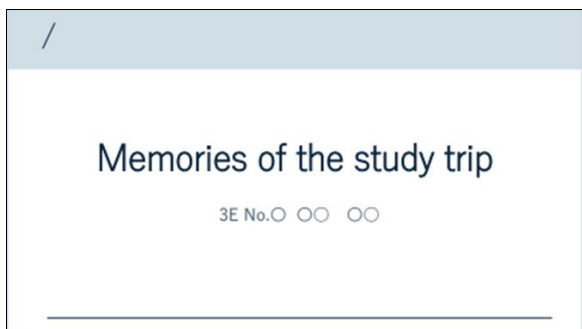 /
Memories of the study trip
3E No.○ ○○ ○○